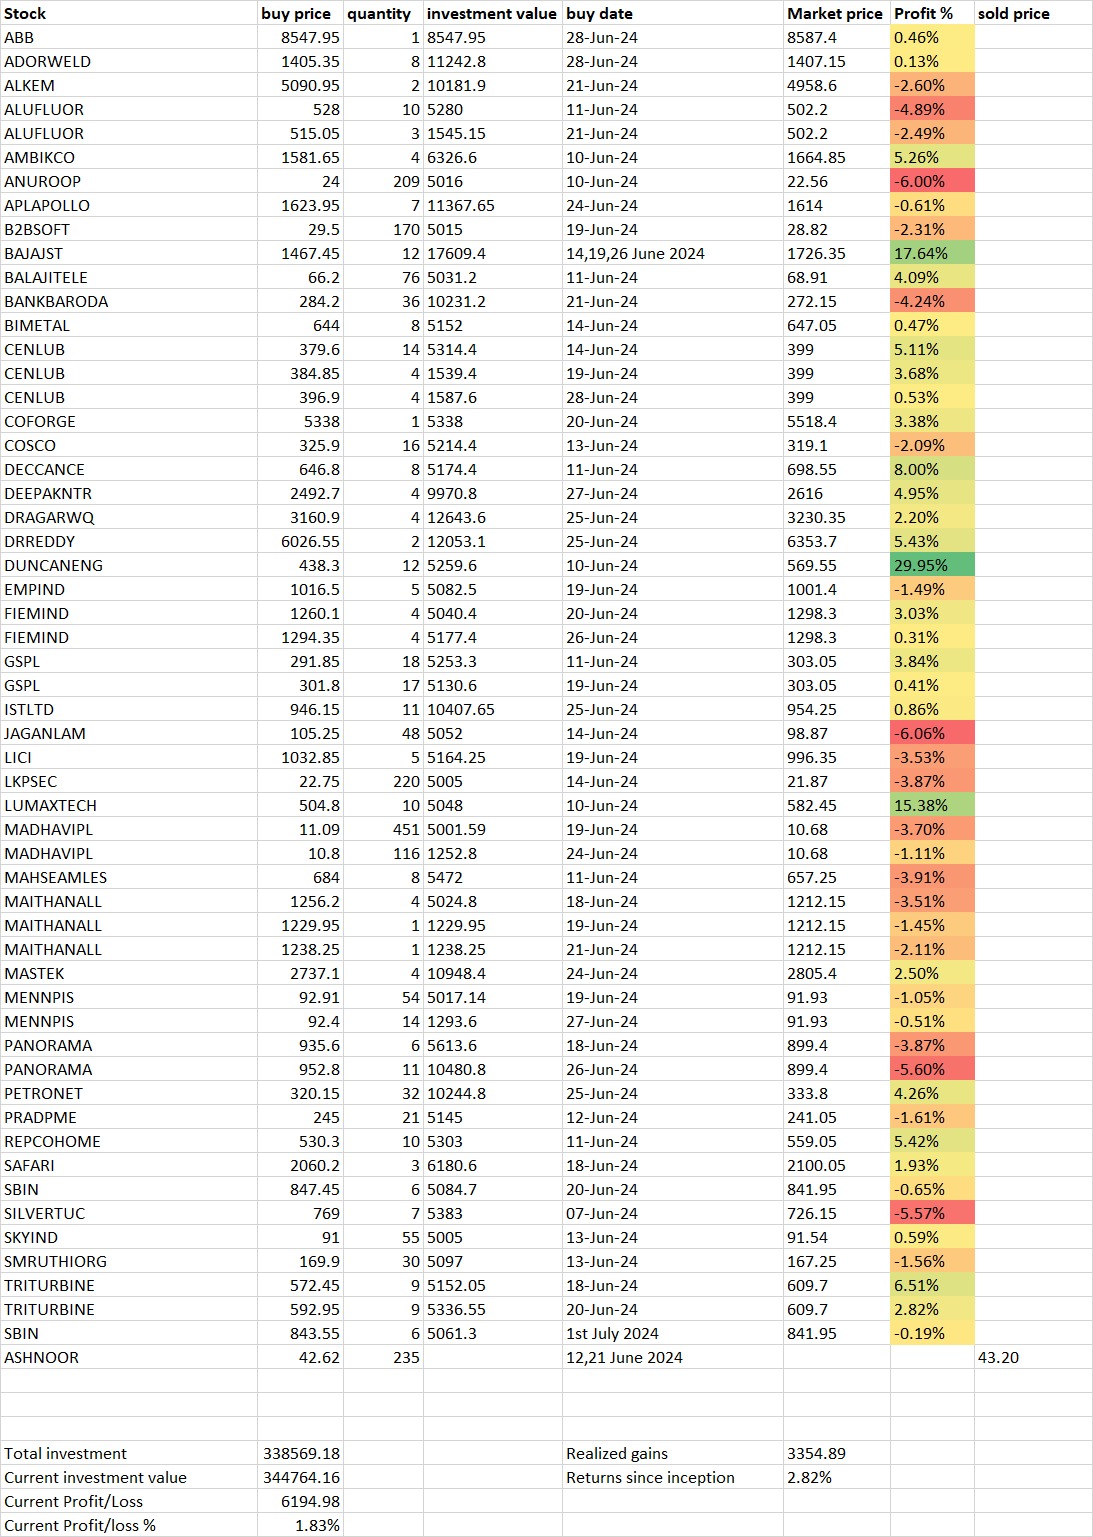 Stock buy price quantity investment value buy date Market price Profit % sold price
ABB 8547.95 1 8547.95 28-Jun-24 8587.4 0.46%
ADORWELD 1405.35 8 11242.8 28-Jun-24 1407.15 0.13%
ALKEM 5090.95 2 10181.9 21-Jun-24 4958.6 -2.60%
ALUFLUOR 528 10 5280 11-Jun-24 502.2 -4.89%
ALUFLUOR 515.05 3 1545.15 21-Jun-24 502.2 -2.49%
AMBIKCO 1581.65 4 6326.6 10-Jun-24 1664.85 5.26%
ANUROOP 24 209 5016 10-Jun-24 22.56 -6.00%
APLAPOLLO 1623.95 7 11367.65 24-Jun-24 1614 -0.61%
B2BSOFT 29.5 170 5015 19-Jun-24 28.82 -2.31%
BAJAJST 1467.45 12 17609.4 14,19,26 June 2024 1726.35 17.64%
BALAJITELE 66.2 76 5031.2 11-Jun-24 68.91 4.09%
BANKBARODA 284.2 36 10231.2 21-Jun-24 272.15 -4.24%
BIMETAL 644 8 5152 14-Jun-24 647.05 0.47%
CENLUB 379.6 14 5314.4 14-Jun-24 399 5.11%
CENLUB 384.85 4 1539.4 19-Jun-24 399 3.68%
CENLUB 396.9 4 1587.6 28-Jun-24 399 0.53%
COFORGE 5338 1 5338 20-Jun-24 5518.4 3.38%
COSCO 325.9 16 5214.4 13-Jun-24 319.1 -2.09%
DECCANCE 646.8 8 5174.4 11-Jun-24 698.55 8.00%
DEEPAKNTR 2492.7 4 9970.8 27-Jun-24 2616 4.95%
DRAGARWQ 3160.9 4 12643.6 25-Jun-24 3230.35 2.20%
DRREDDY 6026.55 2 12053.1 25-Jun-24 6353.7 5.43%
DUNCANENG 438.3 12 5259.6 10-Jun-24 569.55 29.95%
EMPIND 1016.5 5 5082.5 19-Jun-24 1001.4 -1.49%
FIEMIND 1260.1 4 5040.4 20-Jun-24 1298.3 3.03%
FIEMIND 1294.35 4 5177.4 26-Jun-24 1298.3 0.31%
GSPL 291.85 18 5253.3 11-Jun-24 303.05 3.84%
GSPL 301.8 17 5130.6 19-Jun-24 303.05 0.41%
ISTLTD 946.15 11 10407.65 25-Jun-24 954.25 0.86%
JAGANLAM 105.25 48 5052 14-Jun-24 98.87 -6.06%
LICI 1032.85 5 5164.25 19-Jun-24 996.35 -3.53%
LKPSEC 22.75 220 5005 14-Jun-24 21.87 -3.87%
LUMAXTECH 504.8 10 5048 10-Jun-24 582.45 15.38%
MADHAVIPL 11.09 451 5001.59 19-Jun-24 10.68 -3.70%
MADHAVIPL 10.8 116 1252.8 24-Jun-24 10.68 -1.11%
MAHSEAMLES 684 8 5472 11-Jun-24 657.25 -3.91%
MAITHANALL 1256.2 4 5024.8 18-Jun-24 1212.15 -3.51%
MAITHANALL 1229.95 1 1229.95 19-Jun-24 1212.15 -1.45%
MAITHANALL 1238.25 1 1238.25 21-Jun-24 1212.15 -2.11%
MASTEK 2737.1 4 10948.4 24-Jun-24 2805.4 2.50%
MENNPIS 92.91 54 5017.14 19-Jun-24 91.93 -1.05%
MENNPIS 92.4 14 1293.6 27-Jun-24 91.93 -0.51%
PANORAMA 935.6 6 5613.6 18-Jun-24 899.4 -3.87%
PANORAMA 952.8 11 10480.8 26-Jun-24 899.4 -5.60%
PETRONET 320.15 32 10244.8 25-Jun-24 333.8 4.26%
PRADPME 245 21 5145 12-Jun-24 241.05 -1.61%
REPCOHOME 530.3 10 5303 11-Jun-24 559.05 5.42%
SAFARI 2060.2 3 6180.6 18-Jun-24 2100.05 1.93%
SBIN 847.45 6 5084.7 20-Jun-24 841.95 -0.65%
SILVERTUC 769 7 5383 07-Jun-24 726.15 -5.57%
SKYIND 91 55 5005 13-Jun-24 91.54 0.59%
SMRUTHIORG 169.9 30 5097 13-Jun-24 167.25 -1.56%
TRITURBINE 572.45 9 5152.05 18-Jun-24 609.7 6.51%
TRITURBINE 592.95 9 5336.55 20-Jun-24 609.7 2.82%
SBIN 843.55 6 5061.3 1st July 2024 841.95 -0.19%
ASHNOOR 42.62 235 12,21 June 2024 43.20
Total investment 338569.18 Realized gains 3354.89
Current investment value 344764.16 Returns since inception 2.82%
Current Profit/Loss 6194.98
Current Profit/loss % 1.83%